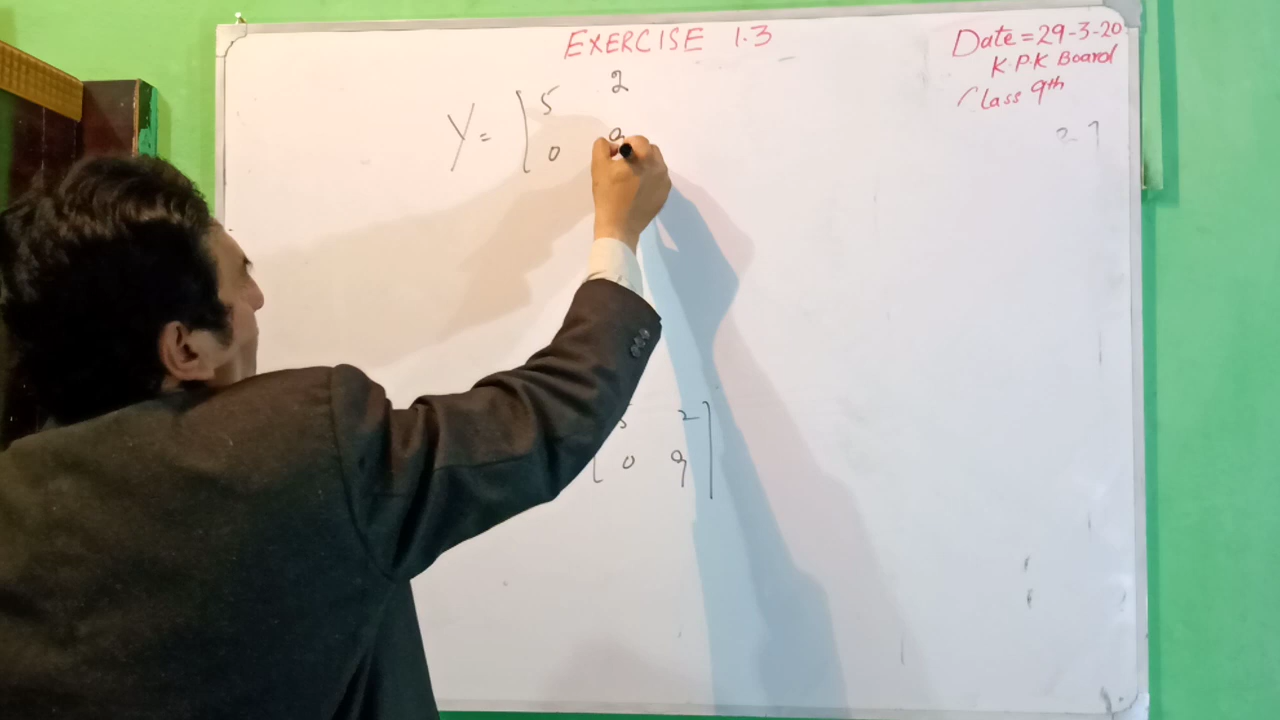 EXERCISE 1.3
Date = 29-3-20
K.P.K Board
Class 9th
Y = [ 5 2
0 9
5 2 ]
[ 0 9 ]